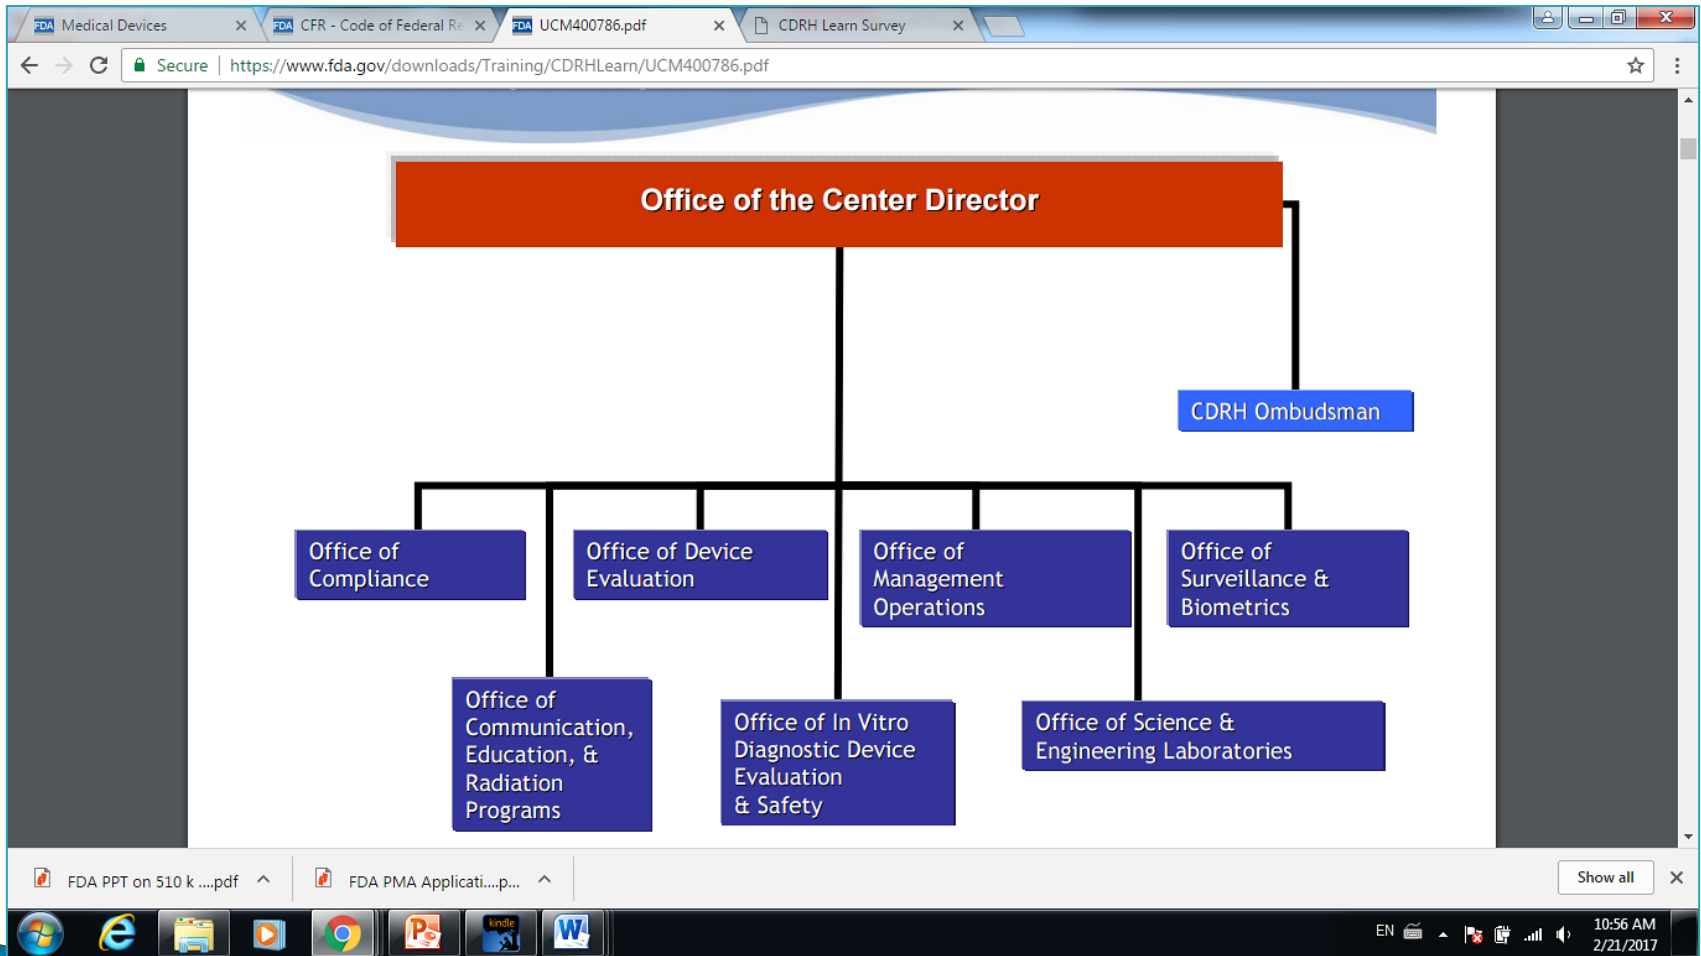 FDA Medical Devices
FDA CFR - Code of Federal Re
FDA UCM400786.pdf
CDRH Learn Survey
Secure | https://www.fda.gov/downloads/Training/CDRHLearn/UCM400786.pdf
Office of the Center Director
CDRH Ombudsman
Office of
Compliance
Office of Device
Evaluation
Office of
Management
Operations
Office of
Surveillance &
Biometrics
Office of
Communication,
Education, &
Radiation
Programs
Office of In Vitro
Diagnostic Device
Evaluation
& Safety
Office of Science &
Engineering Laboratories
FDA PPT on 510 k ....pdf
FDA PMA Applicati....p...
Show all
kindle
EN
10:56 AM
2/21/2017